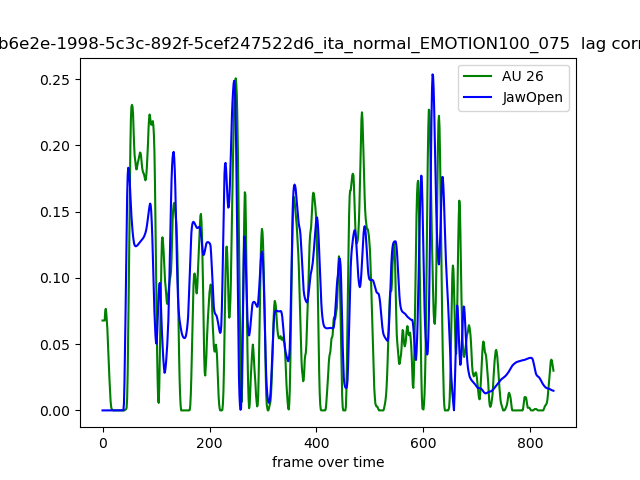 b6e2e-1998-5c3c-892f-5cef247522d6_ita_normal_EMOTION100_075 lag corr
AU 26
JawOpen
0.25
0.20
0.15
0.10
0.05
0.00
0 200 400 600 800
frame over time